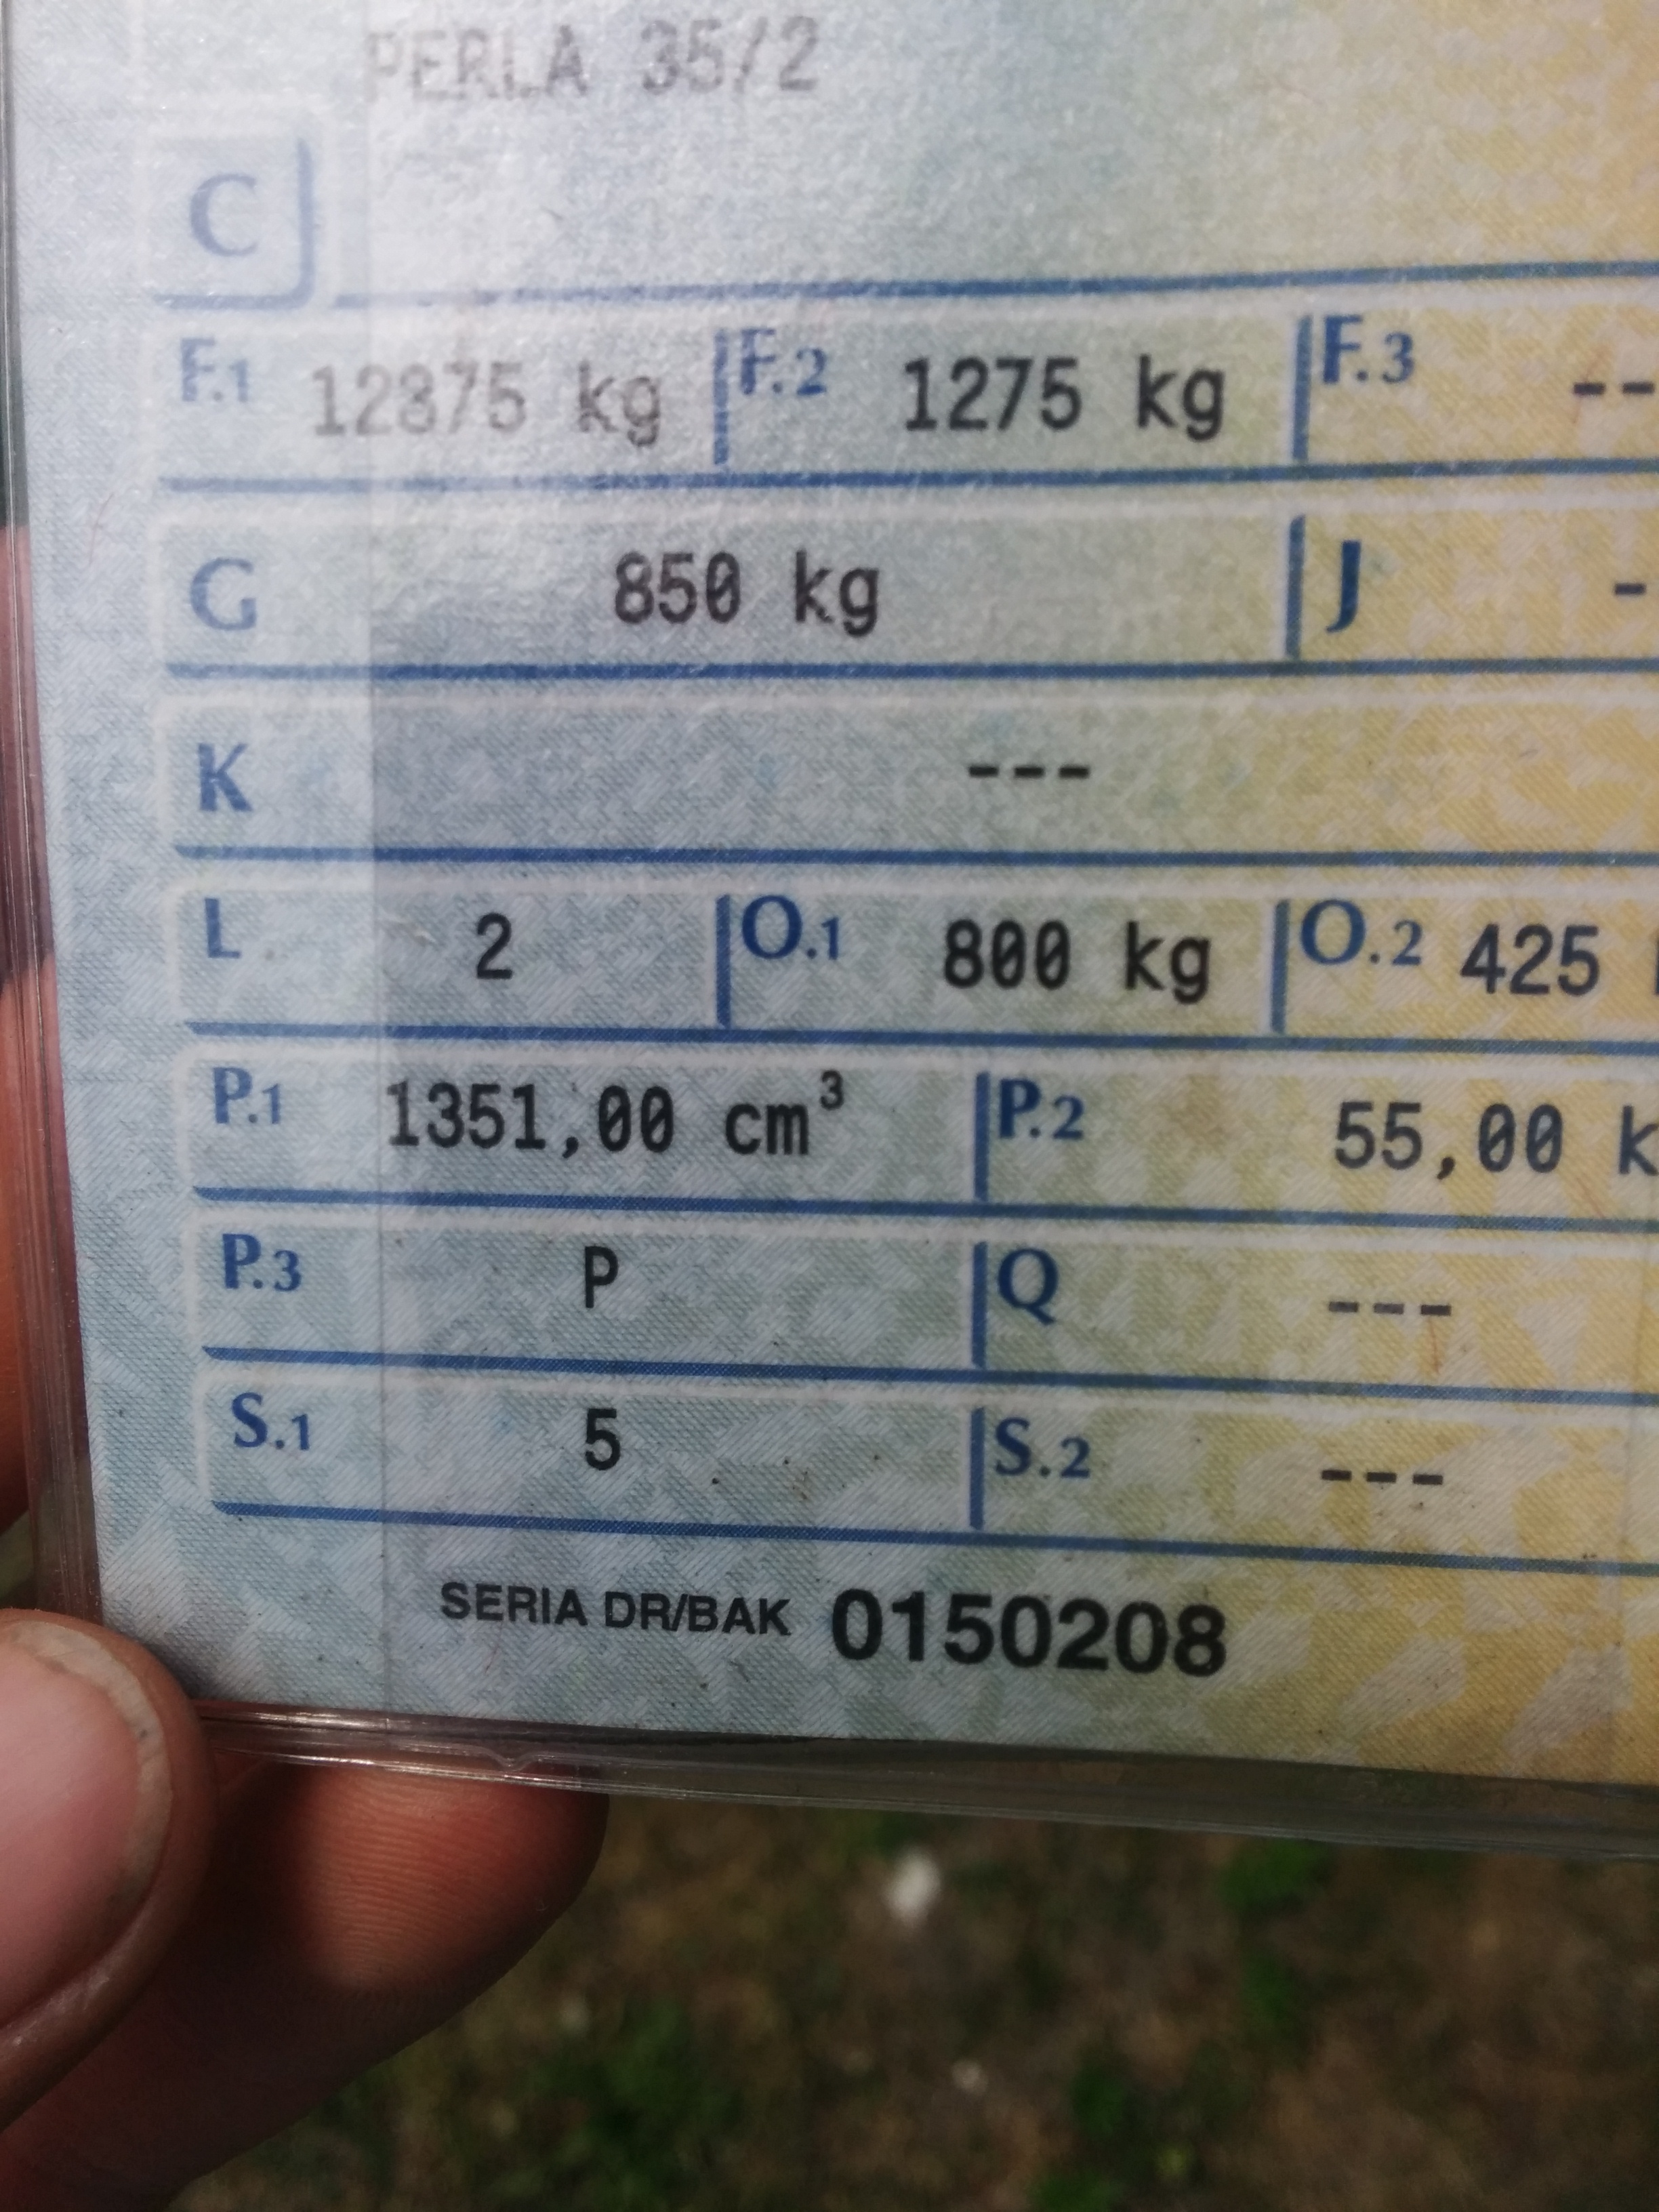 PERLA 35/2
C
F.1 12875 kg F.2 1275 kg F.3 --
G 850 kg J -
K ---
L 2 O.1 800 kg O.2 425
P.1 1351,00 cm³ P.2 55,00 k
P.3 P Q ---
S.1 5 S.2 ---
SERIA DR/BAK 0150208